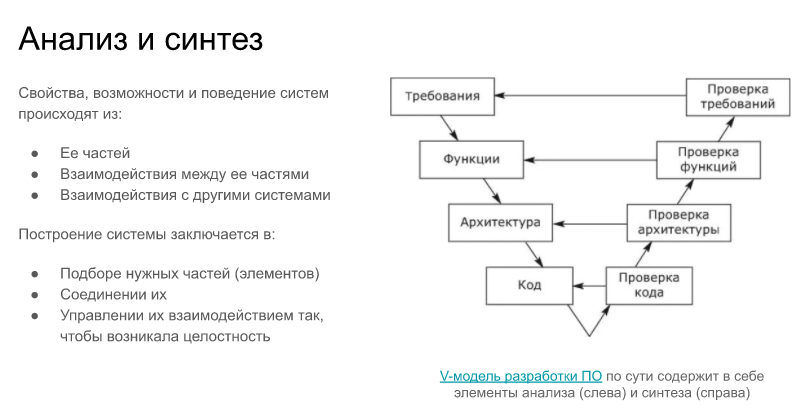 Анализ и синтез
Свойства, возможности и поведение систем
происходят из:
● Ее частей
● Взаимодействия между ее частями
● Взаимодействия с другими системами
Построение системы заключается в:
● Подборе нужных частей (элементов)
● Соединении их
● Управлении их взаимодействием так,
чтобы возникала целостность
Требования
Проверка
требований
Функции
Проверка
функций
Архитектура
Проверка
архитектуры
Код
Проверка
кода
V-модель разработки ПО по сути содержит в себе
элементы анализа (слева) и синтеза (справа)